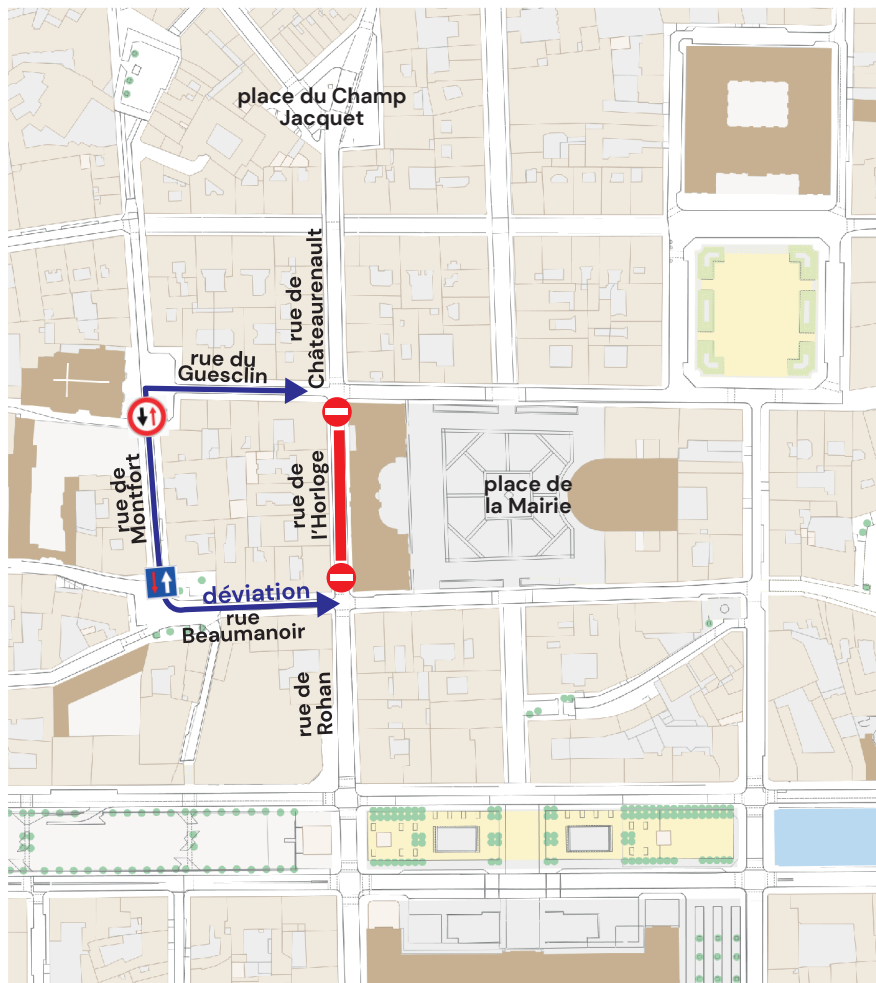 place du Champ
Jacquet
rue de
Châteaurenault
rue du
Guesclin
rue de
Montfort
rue de
l'Horloge
place de
la Mairie
déviation
rue
Beaumanoir
rue de
Rohan